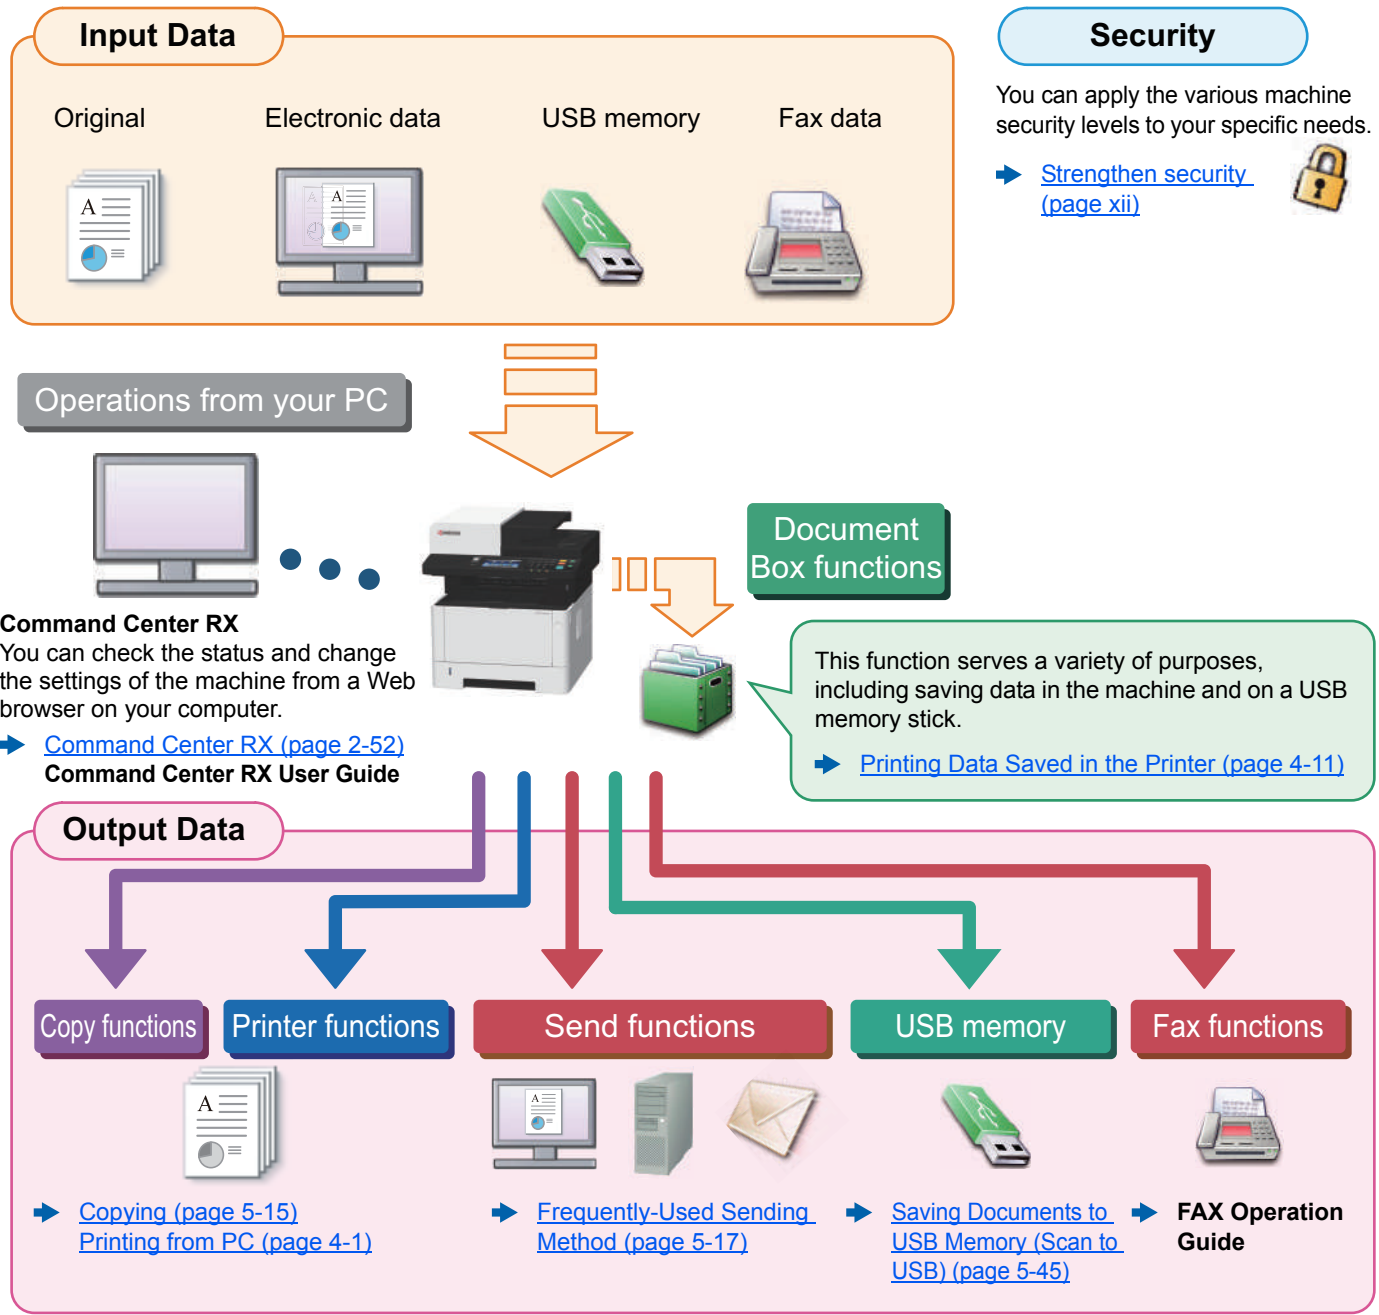 Input Data
Original
Electronic data
USB memory
Fax data
Security
You can apply the various machine
security levels to your specific needs.
Strengthen security
(page xii)
Operations from your PC
Command Center RX
You can check the status and change
the settings of the machine from a Web
browser on your computer.
Command Center RX (page 2-52)
Command Center RX User Guide
Document
Box functions
This function serves a variety of purposes,
including saving data in the machine and on a USB
memory stick.
Printing Data Saved in the Printer (page 4-11)
Output Data
Copy functions
Printer functions
Send functions
USB memory
Fax functions
Copying (page 5-15)
Printing from PC (page 4-1)
Frequently-Used Sending
Method (page 5-17)
Saving Documents to
USB Memory (Scan to
USB) (page 5-45)
FAX Operation
Guide